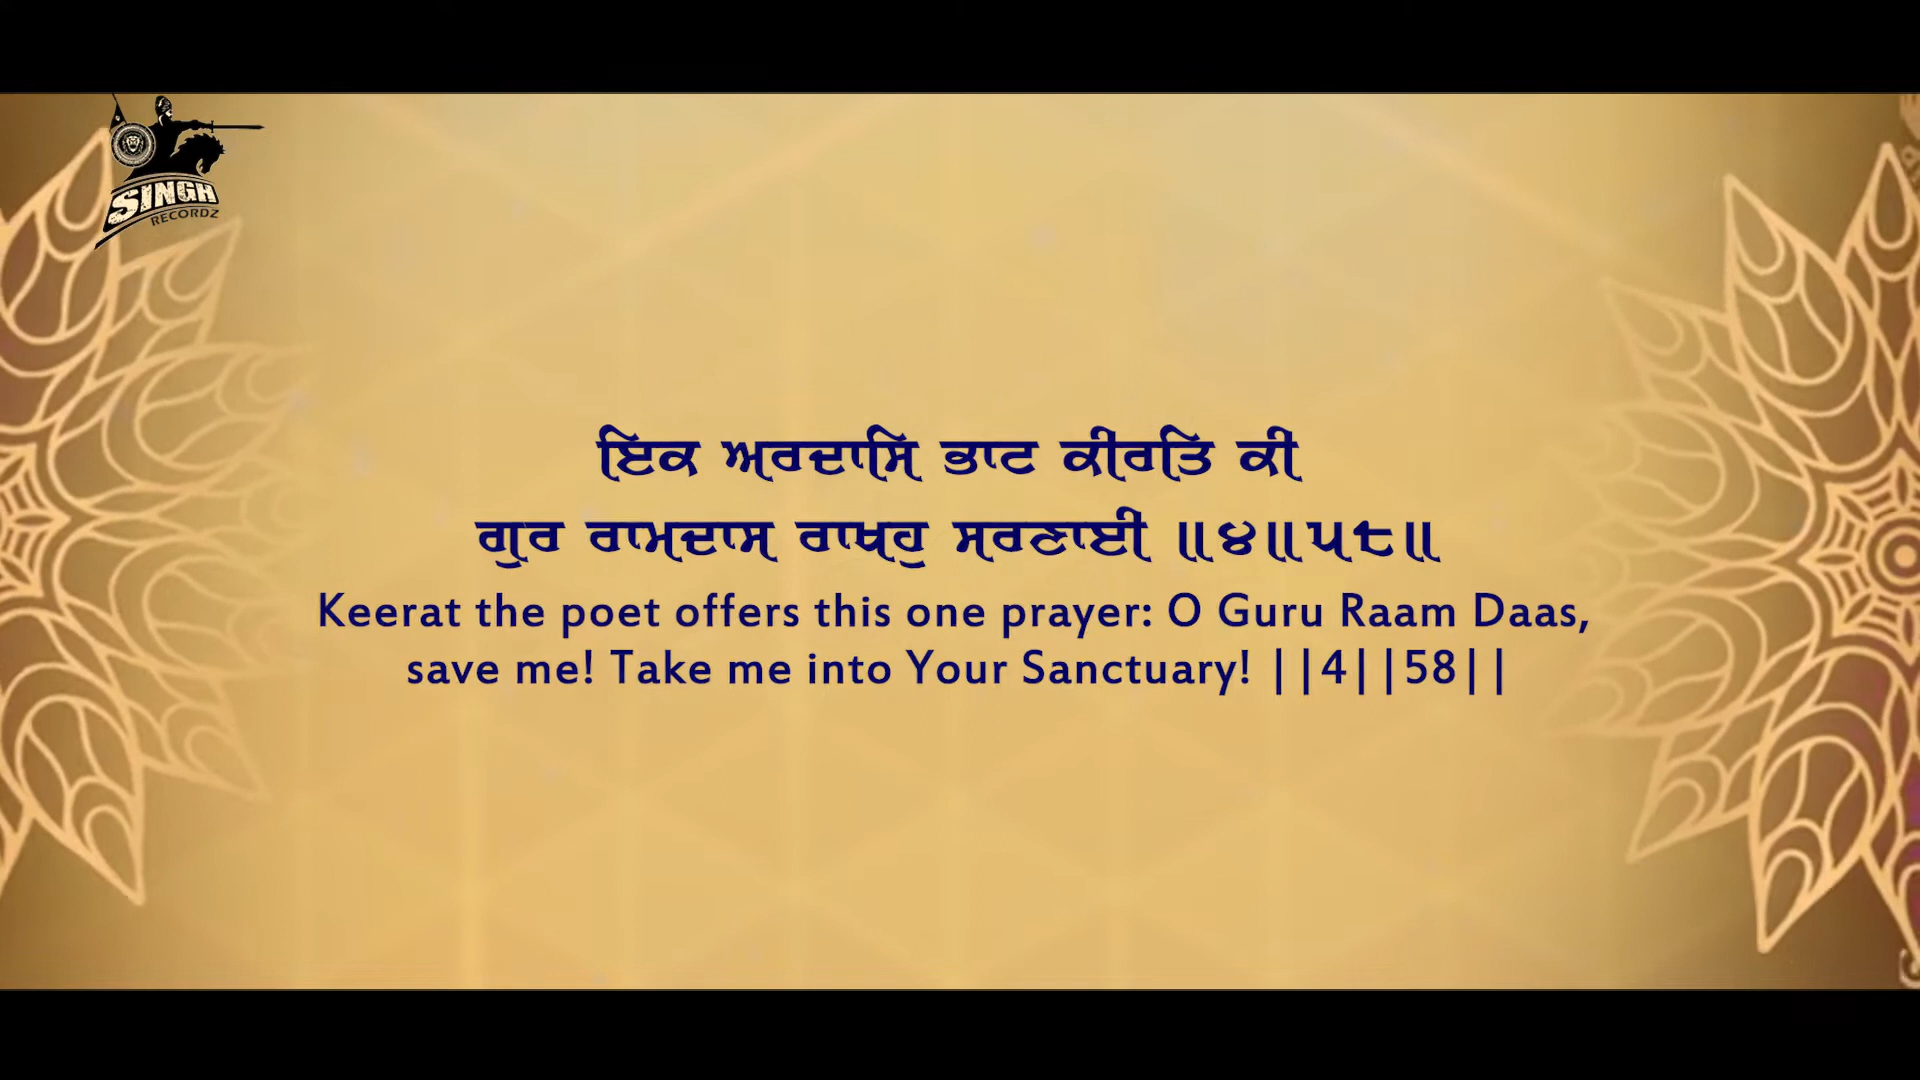 SINGH
RECORDZ
ਇਕ ਅਰਦਾਸਿ ਭਾਟ ਕੀਰਤਿ ਕੀ
ਗੁਰ ਰਾਮਦਾਸ ਰਾਖਹੁ ਸਰਣਾਈ ॥੪॥੫੮॥
Keerat the poet offers this one prayer: O Guru Raam Daas,
save me! Take me into Your Sanctuary! ||4||58||